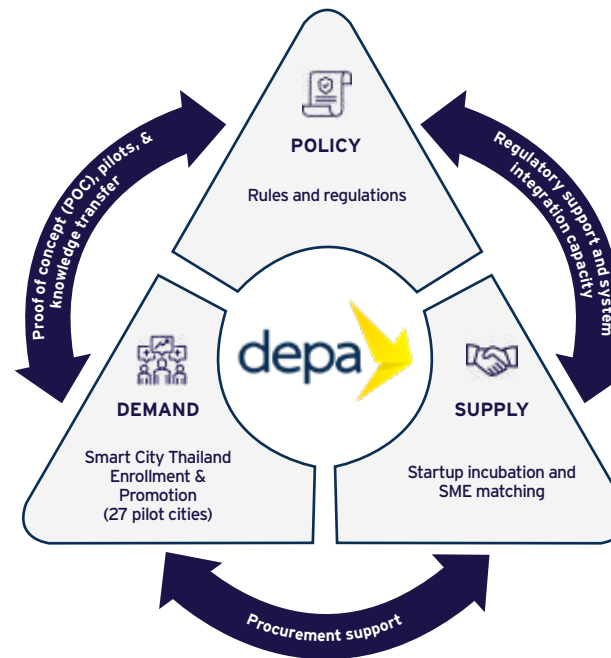 POLICY
Rules and regulations
Proof of concept (POC), pilots, &
knowledge transfer
Regulatory support and system
integration capacity
depa
DEMAND
Smart City Thailand
Enrollment &
Promotion
(27 pilot cities)
SUPPLY
Startup incubation and
SME matching
Procurement support